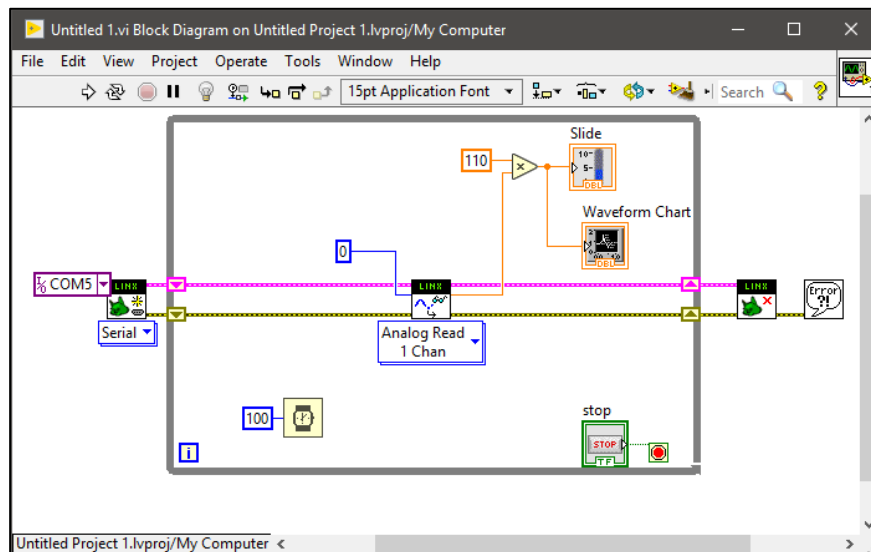 Untitled 1.vi Block Diagram on Untitled Project 1.lvproj/My Computer
File Edit View Project Operate Tools Window Help
15pt Application Font
Search
Slide
110
10-
5-
DBL
Waveform Chart
DBL
0
COM5
LINX
LINX
LINX
Error
?!
Serial
Analog Read
1 Chan
100
stop
STOP
TF
i
Untitled Project 1.lvproj/My Computer